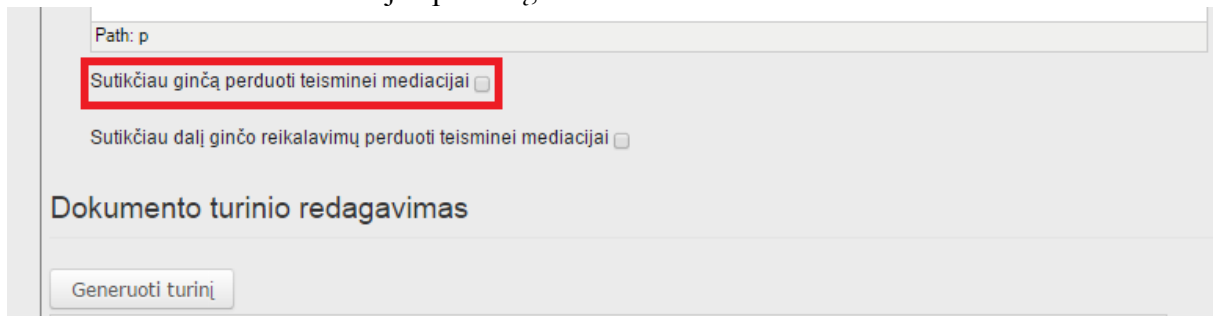 Path: p
Sutikčiau ginčą perduoti teisminei mediacijai
Sutikčiau dalį ginčo reikalavimų perduoti teisminei mediacijai
Dokumento turinio redagavimas
Generuoti turinį